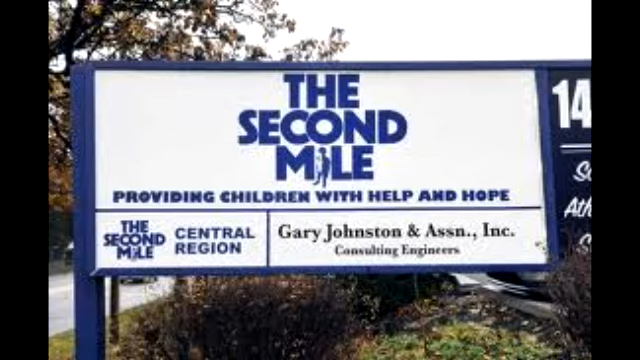 THE
SECOND
MILE
PROVIDING CHILDREN WITH HELP AND HOPE
THE
SECOND
MILE
CENTRAL
REGION
Gary Johnston & Assn., Inc.
Consulting Engineers
14